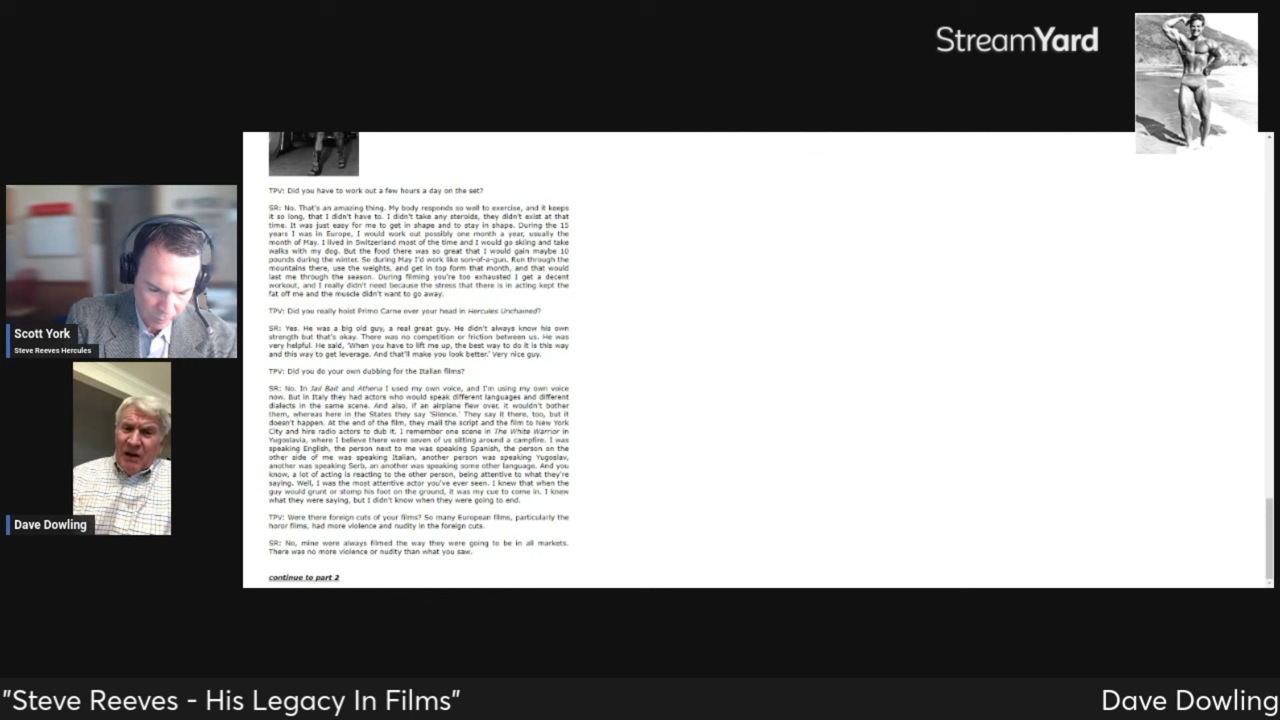 StreamYard
TPV: Did you have to work out a few hours a day on the set?
SR: No. That's an amazing thing. My body responds so well to exercise, and it keeps
it so long, that I didn't have to. I didn't take any steroids, they didn't exist at that
time. It was just easy for me to get in shape and to stay in shape. During the 15
years I was in Europe, I would work out possibly one month a year, usually the
month of May. I lived in Switzerland most of the time and I would go skiing and take
walks with my dog. But the food there was so great that I would gain maybe 10
pounds during the winter. So during May I'd work like son-of-a-gun. Run through the
mountains there, use the weights, and get in top form that month, and that would
last me through the season. During filming you're too exhausted I get a decent
workout, and I really didn't need because the stress that there is in acting kept the
fat off me and the muscle didn't want to go away.
TPV: Did you really hoist Primo Carne over your head in Hercules Unchained?
SR: Yes. He was a big old guy, a real great guy. He didn't always know his own
strength but that's okay. There was no competition or friction between us. He was
very helpful. He said, 'When you have to lift me up, the best way to do it is this way
and this way to get leverage. And that'll make you look better.' Very nice guy.
TPV: Did you do your own dubbing for the Italian films?
SR: No. In Jail Bait and Athena I used my own voice, and I'm using my own voice
now. But in Italy they had actors who would speak different languages and different
dialects in the same scene. And also, if an airplane flew over, it wouldn't bother
them, whereas here in the States they say 'Silence.' They say it there, too, but it
doesn't happen. At the end of the film, they mail the script and the film to New York
City and hire radio actors to dub it. I remember one scene in The White Warrior in
Yugoslavia, where I believe there were seven of us sitting around a campfire. I was
speaking English, the person next to me was speaking Spanish, the person on the
other side of me was speaking Italian, another person was speaking Yugoslav,
another was speaking Serb, an another was speaking some other language. And you
know, a lot of acting is reacting to the other person, being attentive to what they're
saying. Well, I was the most attentive actor you've ever seen. I knew that when the
guy would grunt or stomp his foot on the ground, it was my cue to come in. I knew
what they were saying, but I didn't know when they were going to end.
TPV: Were there foreign cuts of your films? So many European films, particularly the
horor films, had more violence and nudity in the foreign cuts.
SR: No, mine were always filmed the way they were going to be in all markets.
There was no more violence or nudity than what you saw.
continue to part 2
Scott York
Steve Reeves Hercules
Dave Dowling
"Steve Reeves - His Legacy In Films"
Dave Dowling